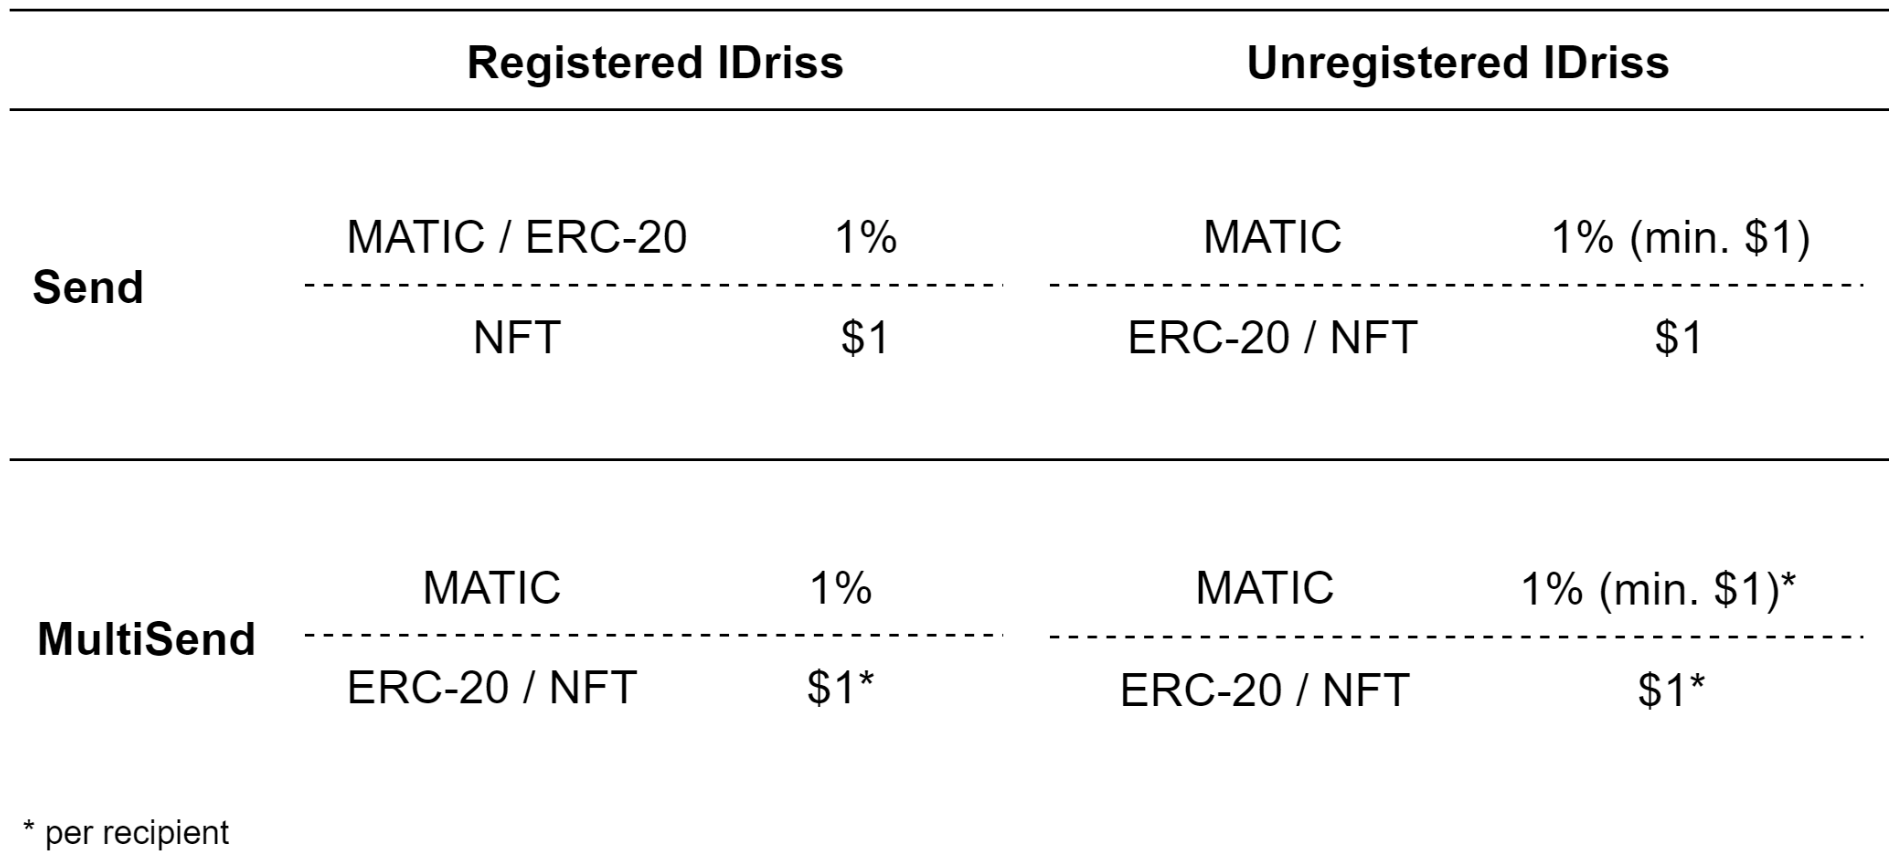 Registered IDriss Unregistered IDriss
MATIC / ERC-20 1% MATIC 1% (min. $1)
Send
NFT $1 ERC-20 / NFT $1
MATIC 1% MATIC 1% (min. $1)*
MultiSend
ERC-20 / NFT $1* ERC-20 / NFT $1*
* per recipient